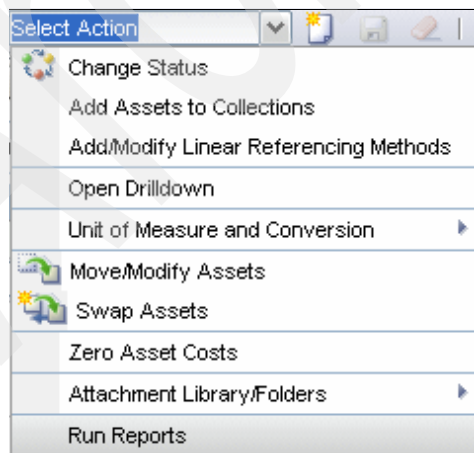 Select Action
Change Status
Add Assets to Collections
Add/Modify Linear Referencing Methods
Open Drilldown
Unit of Measure and Conversion
Move/Modify Assets
Swap Assets
Zero Asset Costs
Attachment Library/Folders
Run Reports